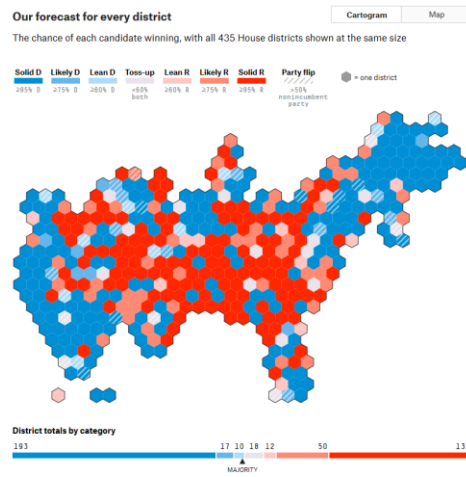 Our forecast for every district
Cartogram Map
The chance of each candidate winning, with all 435 House districts shown at the same size
Solid D Likely D Lean D Toss-up Lean R Likely R Solid R Party flip
= one district
≥95% D ≥75% D ≥60% D <60% both ≥60% R ≥75% R ≥95% R >50% nonincumbent party
District totals by category
193 17 10 18 12 50 13
MAJORITY